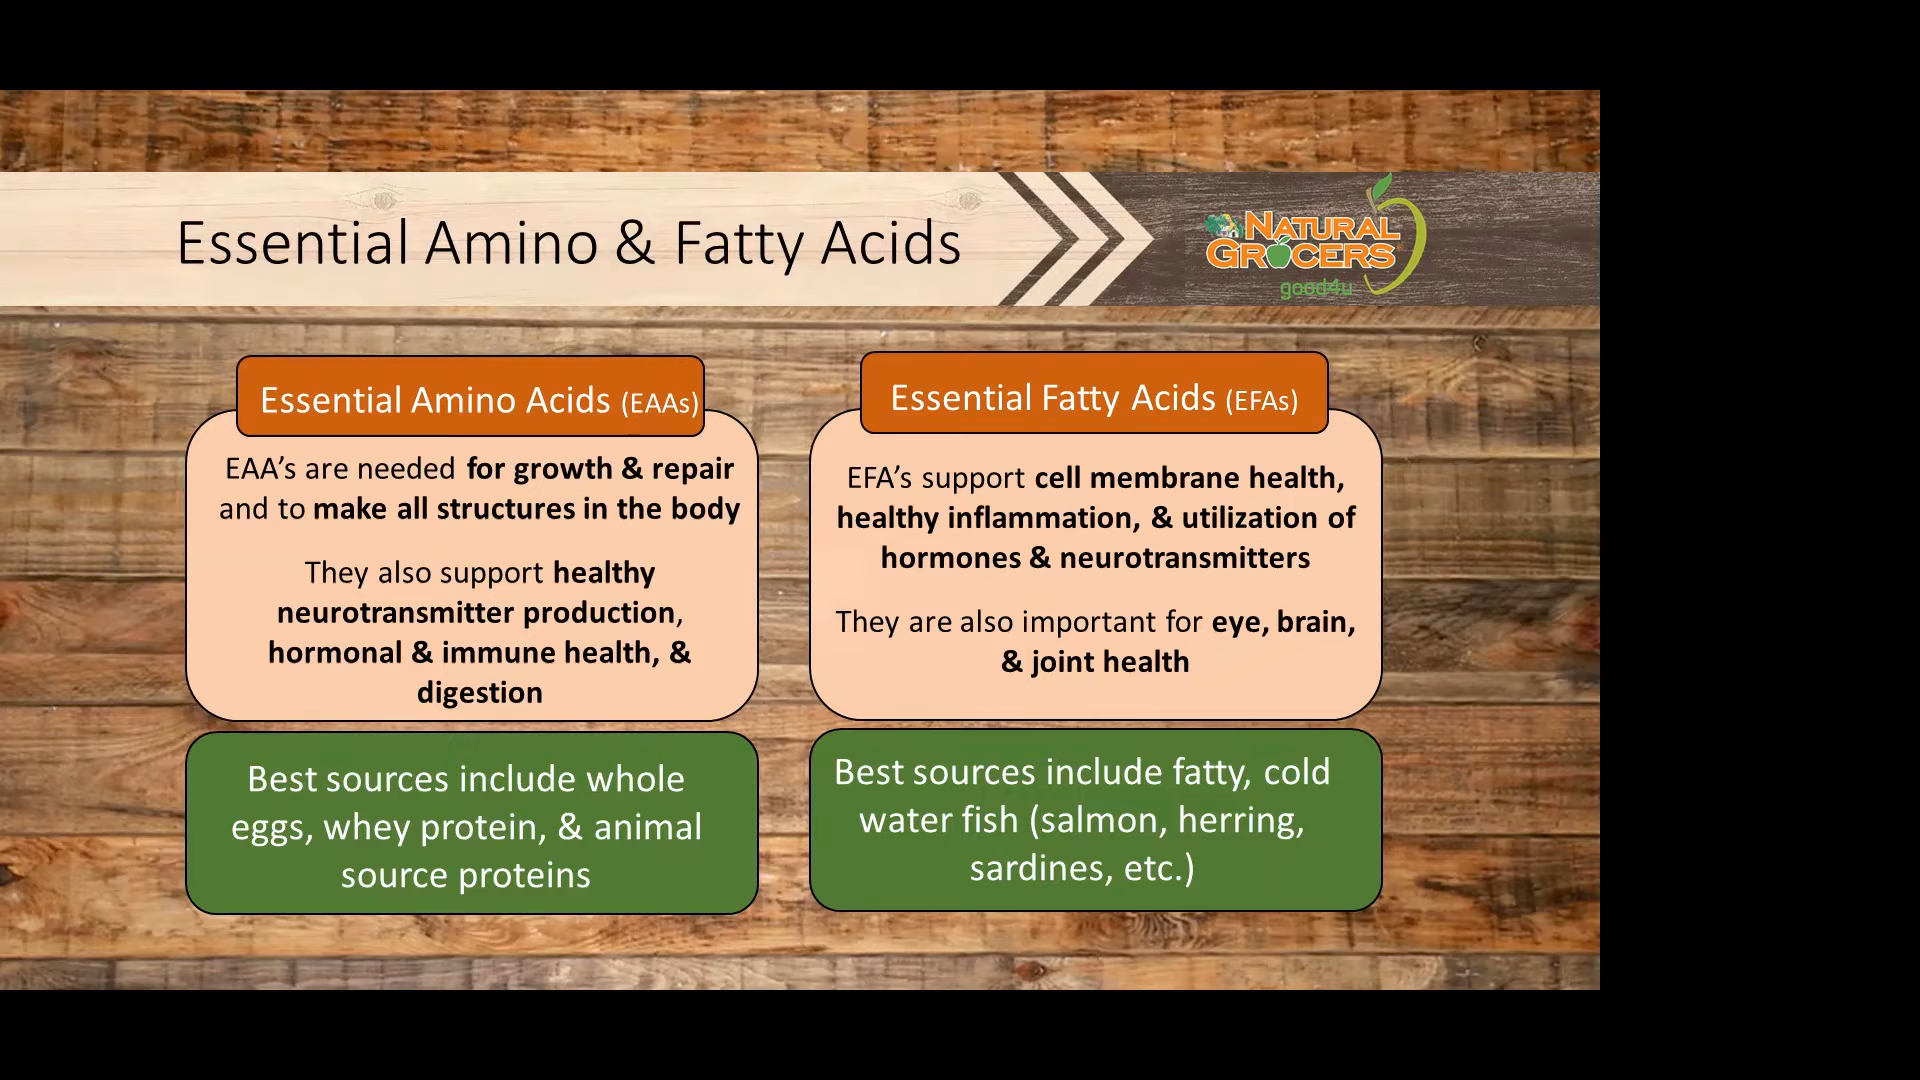 Essential Amino & Fatty Acids
NATURAL
GROCERS
good4u
Essential Amino Acids (EAAs)
EAA’s are needed for growth & repair
and to make all structures in the body
They also support healthy
neurotransmitter production,
hormonal & immune health, &
digestion
Best sources include whole
eggs, whey protein, & animal
source proteins
Essential Fatty Acids (EFAs)
EFA’s support cell membrane health,
healthy inflammation, & utilization of
hormones & neurotransmitters
They are also important for eye, brain,
& joint health
Best sources include fatty, cold
water fish (salmon, herring,
sardines, etc.)